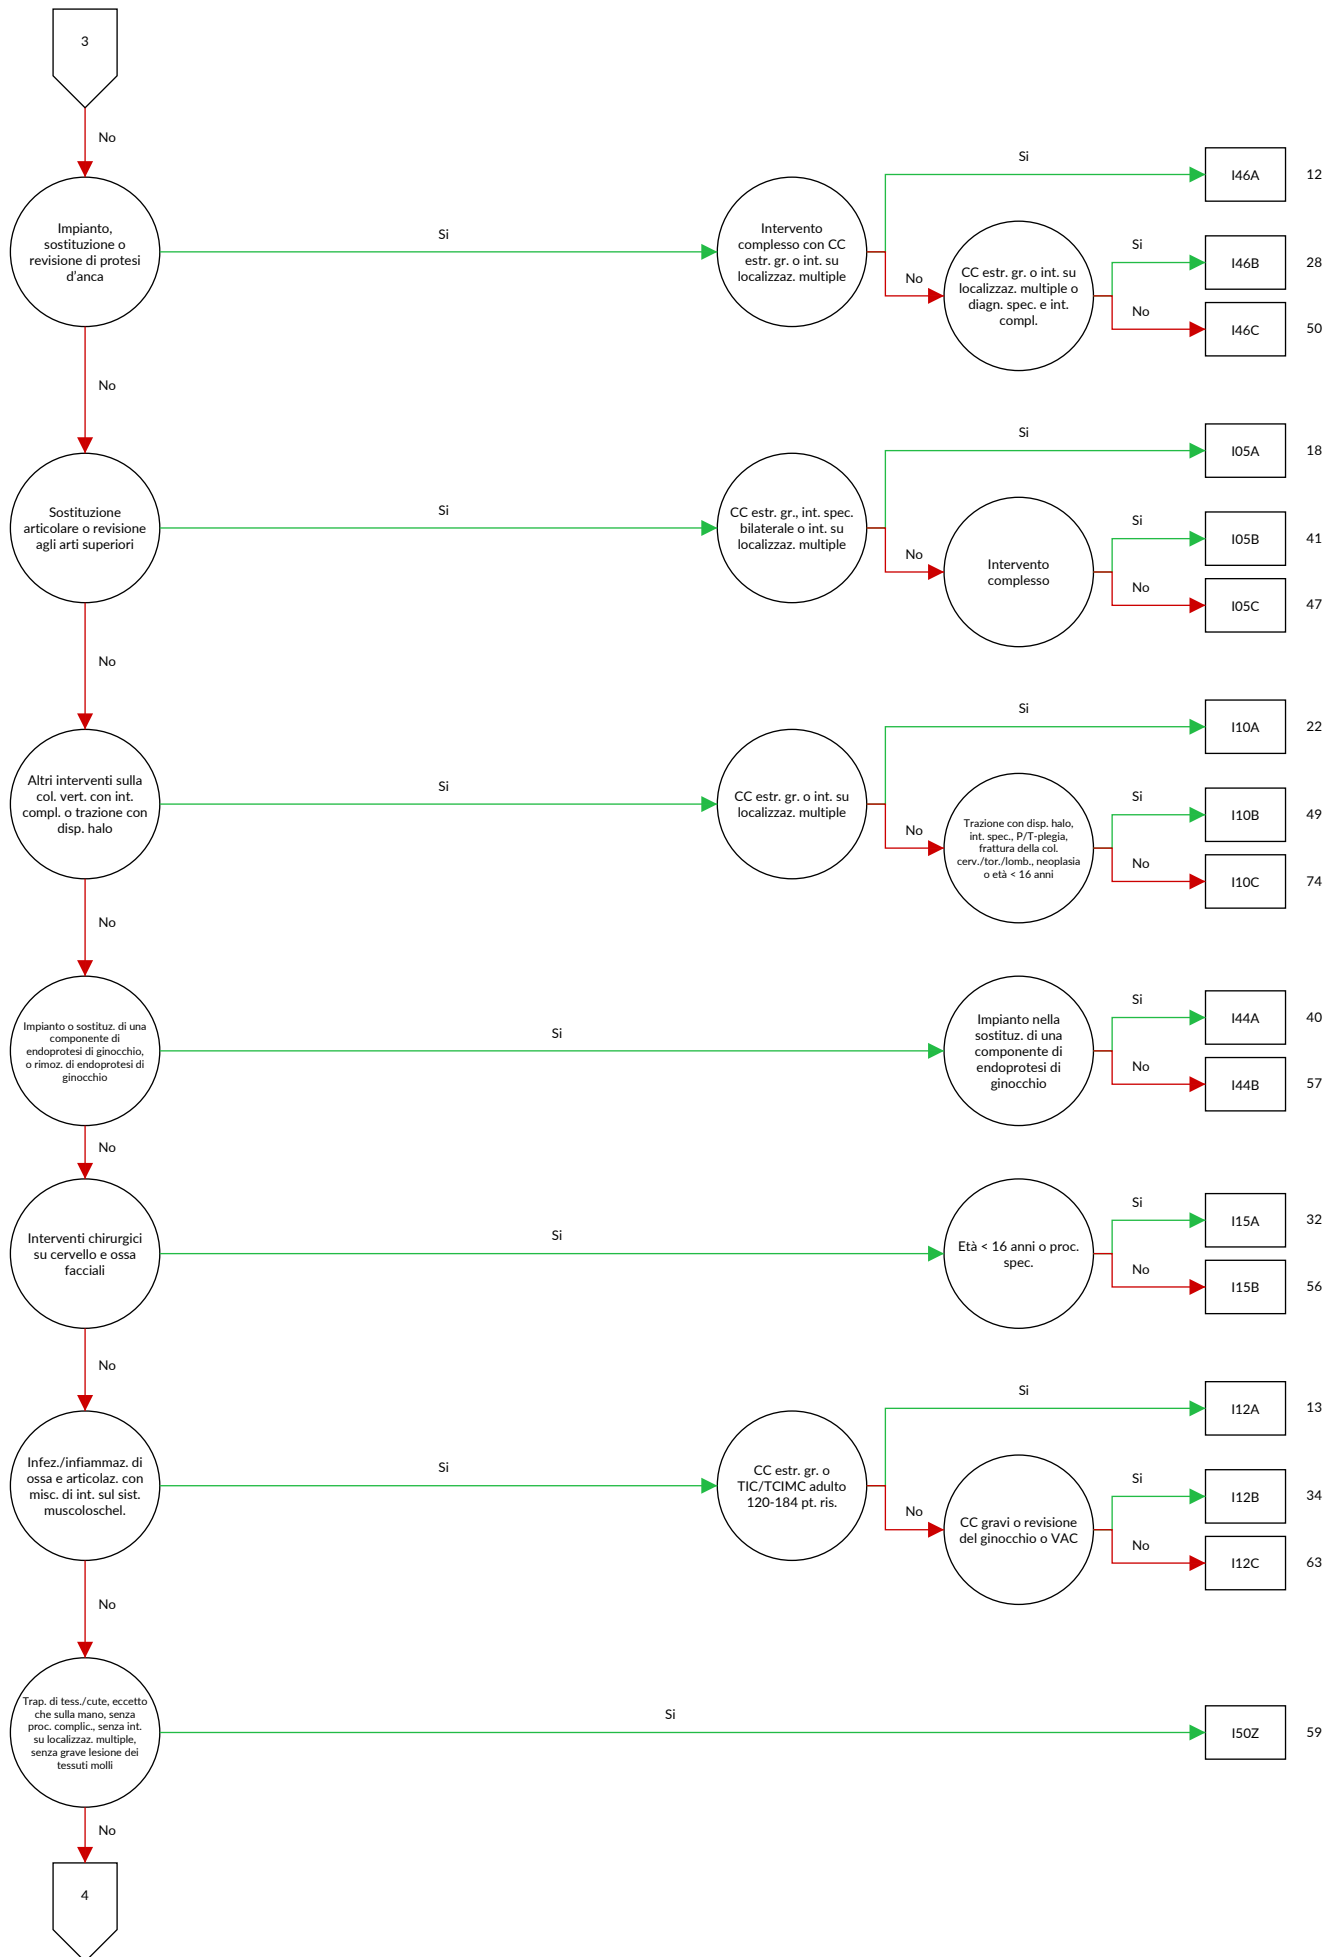 3
No
Impianto,
sostituzione o
revisione di protesi
d'anca
Si
Intervento
complesso con CC
estr. gr. o int. su
localizzaz. multiple
Si
I46A
12
No
CC estr. gr. o int. su
localizzaz. multiple o
diagn. spec. e int.
compl.
Si
I46B
28
No
I46C
50
No
Sostituzione
articolare o revisione
agli arti superiori
Si
CC estr. gr., int. spec.
bilaterale o int. su
localizzaz. multiple
Si
I05A
18
No
Intervento
complesso
Si
I05B
41
No
I05C
47
No
Altri interventi sulla
col. vert. con int.
compl. o trazione con
disp. halo
Si
CC estr. gr. o int. su
localizzaz. multiple
Si
I10A
22
No
Trazione con disp. halo,
int. spec., P/T-plegia,
frattura della col.
cerv./tor./lomb., neoplasia
o età < 16 anni
Si
I10B
49
No
I10C
74
No
Impianto o sostituz. di una
componente di
endoprotesi di ginocchio,
o rimoz. di endoprotesi di
ginocchio
Si
Impianto nella
sostituz. di una
componente di
endoprotesi di
ginocchio
Si
I44A
40
No
I44B
57
No
Interventi chirurgici
su cervello e ossa
facciali
Si
Età < 16 anni o proc.
spec.
Si
I15A
32
No
I15B
56
No
Infez./infiammaz. di
ossa e articolaz. con
misc. di int. sul sist.
muscoloschel.
Si
CC estr. gr. o
TIC/TCIMC adulto
120-184 pt. ris.
Si
I12A
13
No
CC gravi o revisione
del ginocchio o VAC
Si
I12B
34
No
I12C
63
No
Trap. di tess./cute, eccetto
che sulla mano, senza
proc. complic., senza int.
su localizzaz. multiple,
senza grave lesione dei
tessuti molli
Si
I50Z
59
No
4